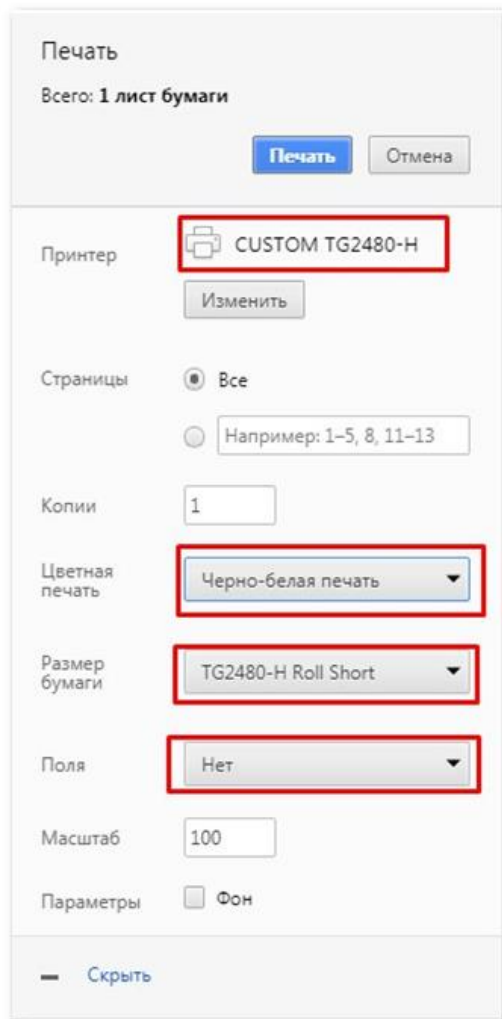 Печать
Всего: 1 лист бумаги
Печать Отмена
Принтер CUSTOM TG2480-H
Изменить
Страницы Все
Например: 1–5, 8, 11–13
Копии 1
Цветная
печать Черно-белая печать
Размер
бумаги TG2480-H Roll Short
Поля Нет
Масштаб 100
Параметры Фон
Скрыть